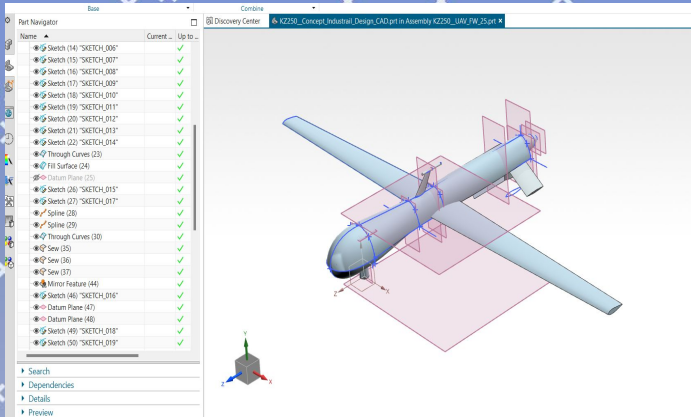 Base
Combine
Part Navigator
Discovery Center
KZ250__Concept_Industrail_Design_CAD.prt in Assembly KZ250__UAV_FW_25.prt
Name
Current ...
Up to ...
Sketch (14) "SKETCH_006"
Sketch (15) "SKETCH_007"
Sketch (16) "SKETCH_008"
Sketch (17) "SKETCH_009"
Sketch (18) "SKETCH_010"
Sketch (19) "SKETCH_011"
Sketch (20) "SKETCH_012"
Sketch (21) "SKETCH_013"
Sketch (22) "SKETCH_014"
Through Curves (23)
Fill Surface (24)
Datum Plane (25)
Sketch (26) "SKETCH_015"
Sketch (27) "SKETCH_017"
Spline (28)
Spline (29)
Through Curves (30)
Sew (35)
Sew (36)
Sew (37)
Mirror Feature (44)
Sketch (46) "SKETCH_016"
Datum Plane (47)
Datum Plane (48)
Sketch (49) "SKETCH_018"
Sketch (50) "SKETCH_019"
Search
Dependencies
Details
Preview
Z
X
Y
Z
X